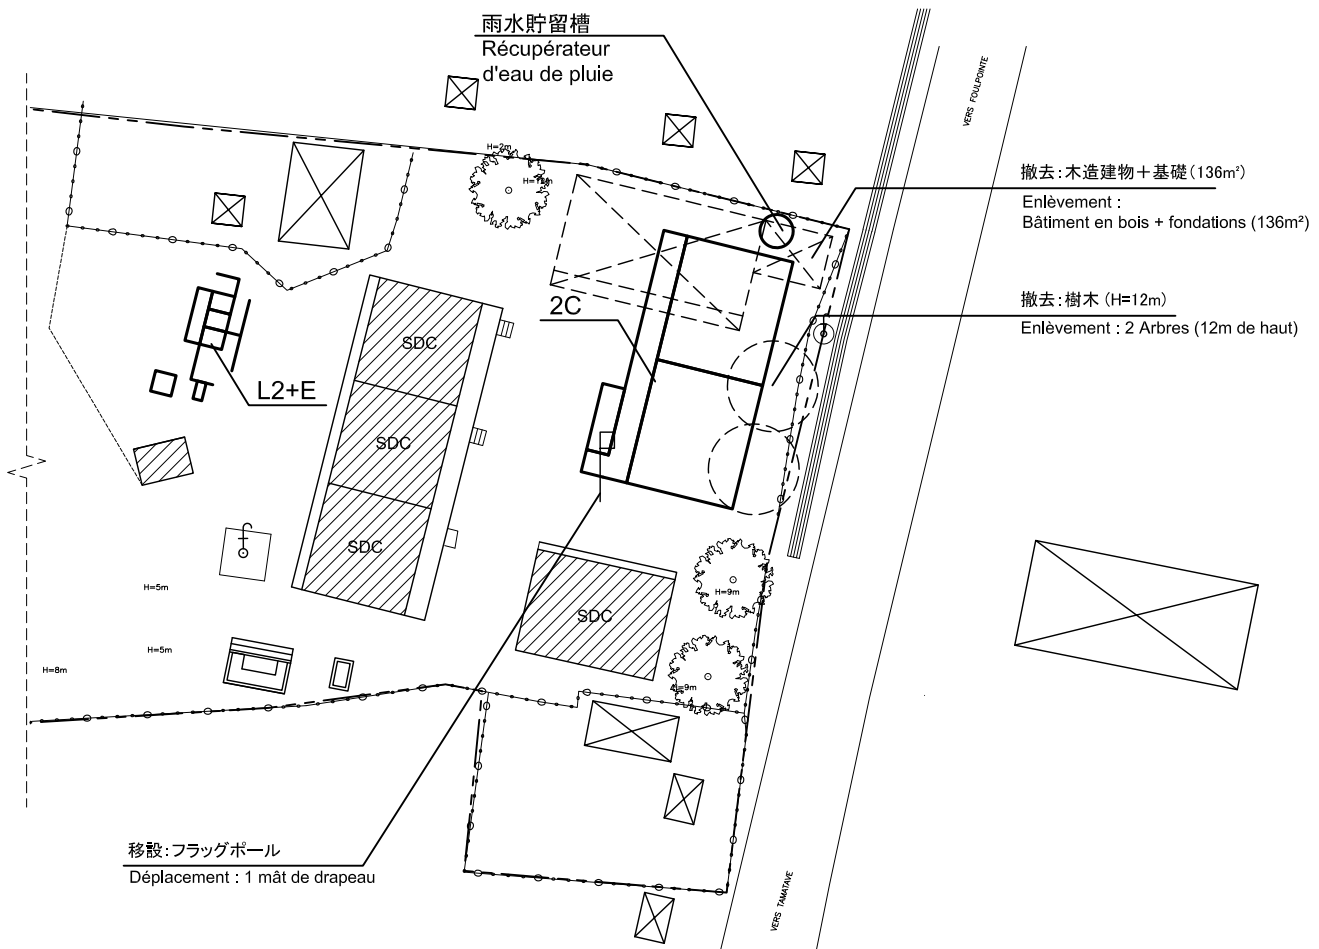 雨水貯留槽
Récupérateur
d'eau de pluie
VERS FOULPOINTE
H=2m
撤去:木造建物＋基礎(136m²)
Enlèvement :
Bâtiment en bois + fondations (136m²)
撤去:樹木 (H=12m)
Enlèvement : 2 Arbres (12m de haut)
2C
SDC
L2+E
SDC
SDC
SDC
H=5m
H=9m
H=5m
H=8m
H=9m
移設:フラッグポール
Déplacement : 1 mât de drapeau
VERS TAMATAVE